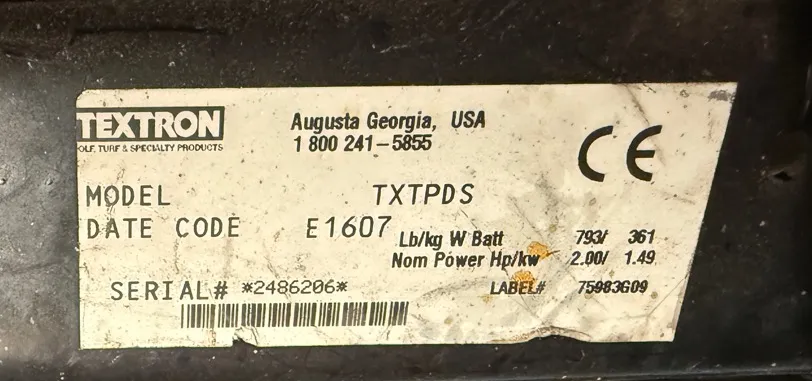 TEXTRON
OLF, TURF & SPECIALTY PRODUCTS
Augusta Georgia, USA
1 800 241-5855
CE
MODEL TXTPDS
DATE CODE E1607
Lb/kg W Batt 793/ 361
Nom Power Hp/kw 2.00/ 1.49
SERIAL# *2486206*
LABEL# 75983G09